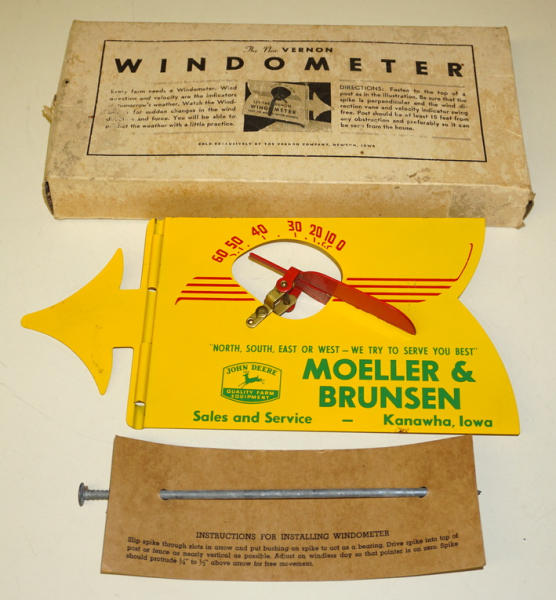 The New VERNON
WINDOMETER
Every farm needs a Windometer. Wind
direction and velocity are the indicators
of tomorrow's weather. Watch the Wind-
for sudden changes in the wind
and force. You will be able to
the weather with a little practice.
WINDOMETER
DIRECTIONS: Fasten to the top of a
post as in the illustration. Be sure that the
spike is perpendicular and the wind di-
rection vane and velocity indicator swing
free. Post should be at least 15 feet from
any obstruction and preferably so it can
be seen from the house.
SOLD EXCLUSIVELY BY THE VERNON COMPANY, NEWTON, IOWA
60 50 40 30 20 10 0
"NORTH, SOUTH, EAST OR WEST — WE TRY TO SERVE YOU BEST"
JOHN DEERE
QUALITY FARM
EQUIPMENT
MOELLER &
BRUNSEN
Sales and Service — Kanawha, Iowa
INSTRUCTIONS FOR INSTALLING WINDOMETER
Slip spike through slots in arrow and put bushing on spike to act as a bearing. Drive spike into top of
post or fence as nearly vertical as possible. Adjust on windless day so that pointer is on zero. Spike
should protrude ¼" to ½" above arrow for free movement.